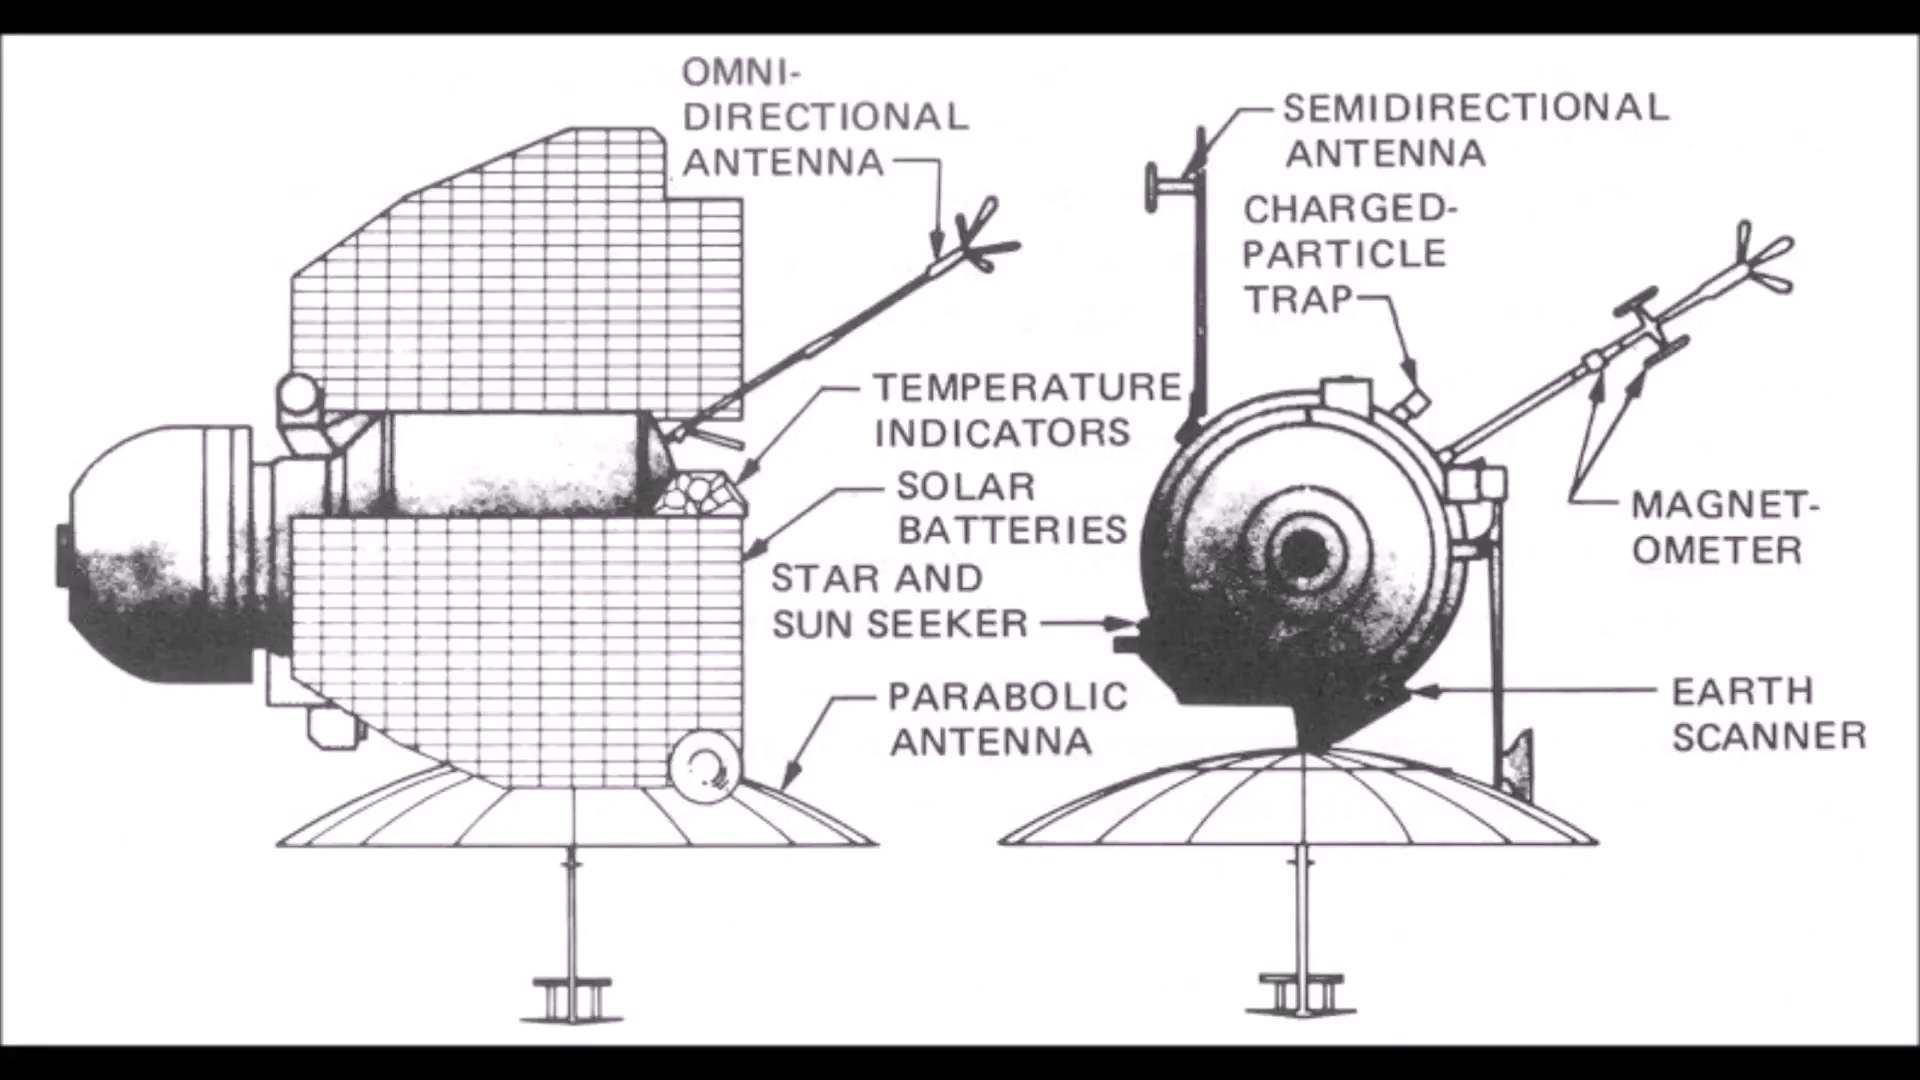 OMNI-
DIRECTIONAL
ANTENNA
TEMPERATURE
INDICATORS
SOLAR
BATTERIES
STAR AND
SUN SEEKER
PARABOLIC
ANTENNA
SEMIDIRECTIONAL
ANTENNA
CHARGED-
PARTICLE
TRAP
MAGNET-
OMETER
EARTH
SCANNER